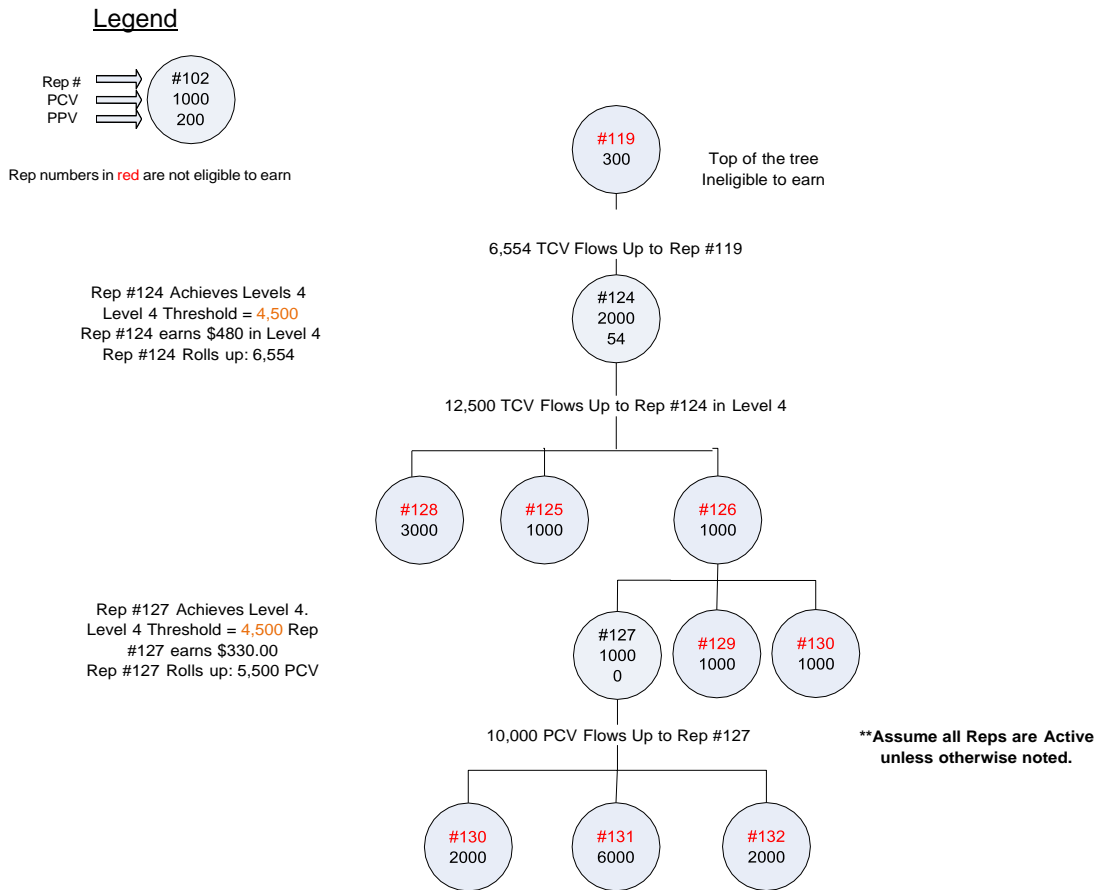 Legend
Rep #
PCV
PPV
#102
1000
200
Rep numbers in red are not eligible to earn
#119
300
Top of the tree
Ineligible to earn
6,554 TCV Flows Up to Rep #119
Rep #124 Achieves Levels 4
Level 4 Threshold = 4,500
Rep #124 earns $480 in Level 4
Rep #124 Rolls up: 6,554
#124
2000
54
12,500 TCV Flows Up to Rep #124 in Level 4
#128
3000
#125
1000
#126
1000
Rep #127 Achieves Level 4.
Level 4 Threshold = 4,500 Rep
#127 earns $330.00
Rep #127 Rolls up: 5,500 PCV
#127
1000
0
#129
1000
#130
1000
10,000 PCV Flows Up to Rep #127
**Assume all Reps are Active
unless otherwise noted.
#130
2000
#131
6000
#132
2000